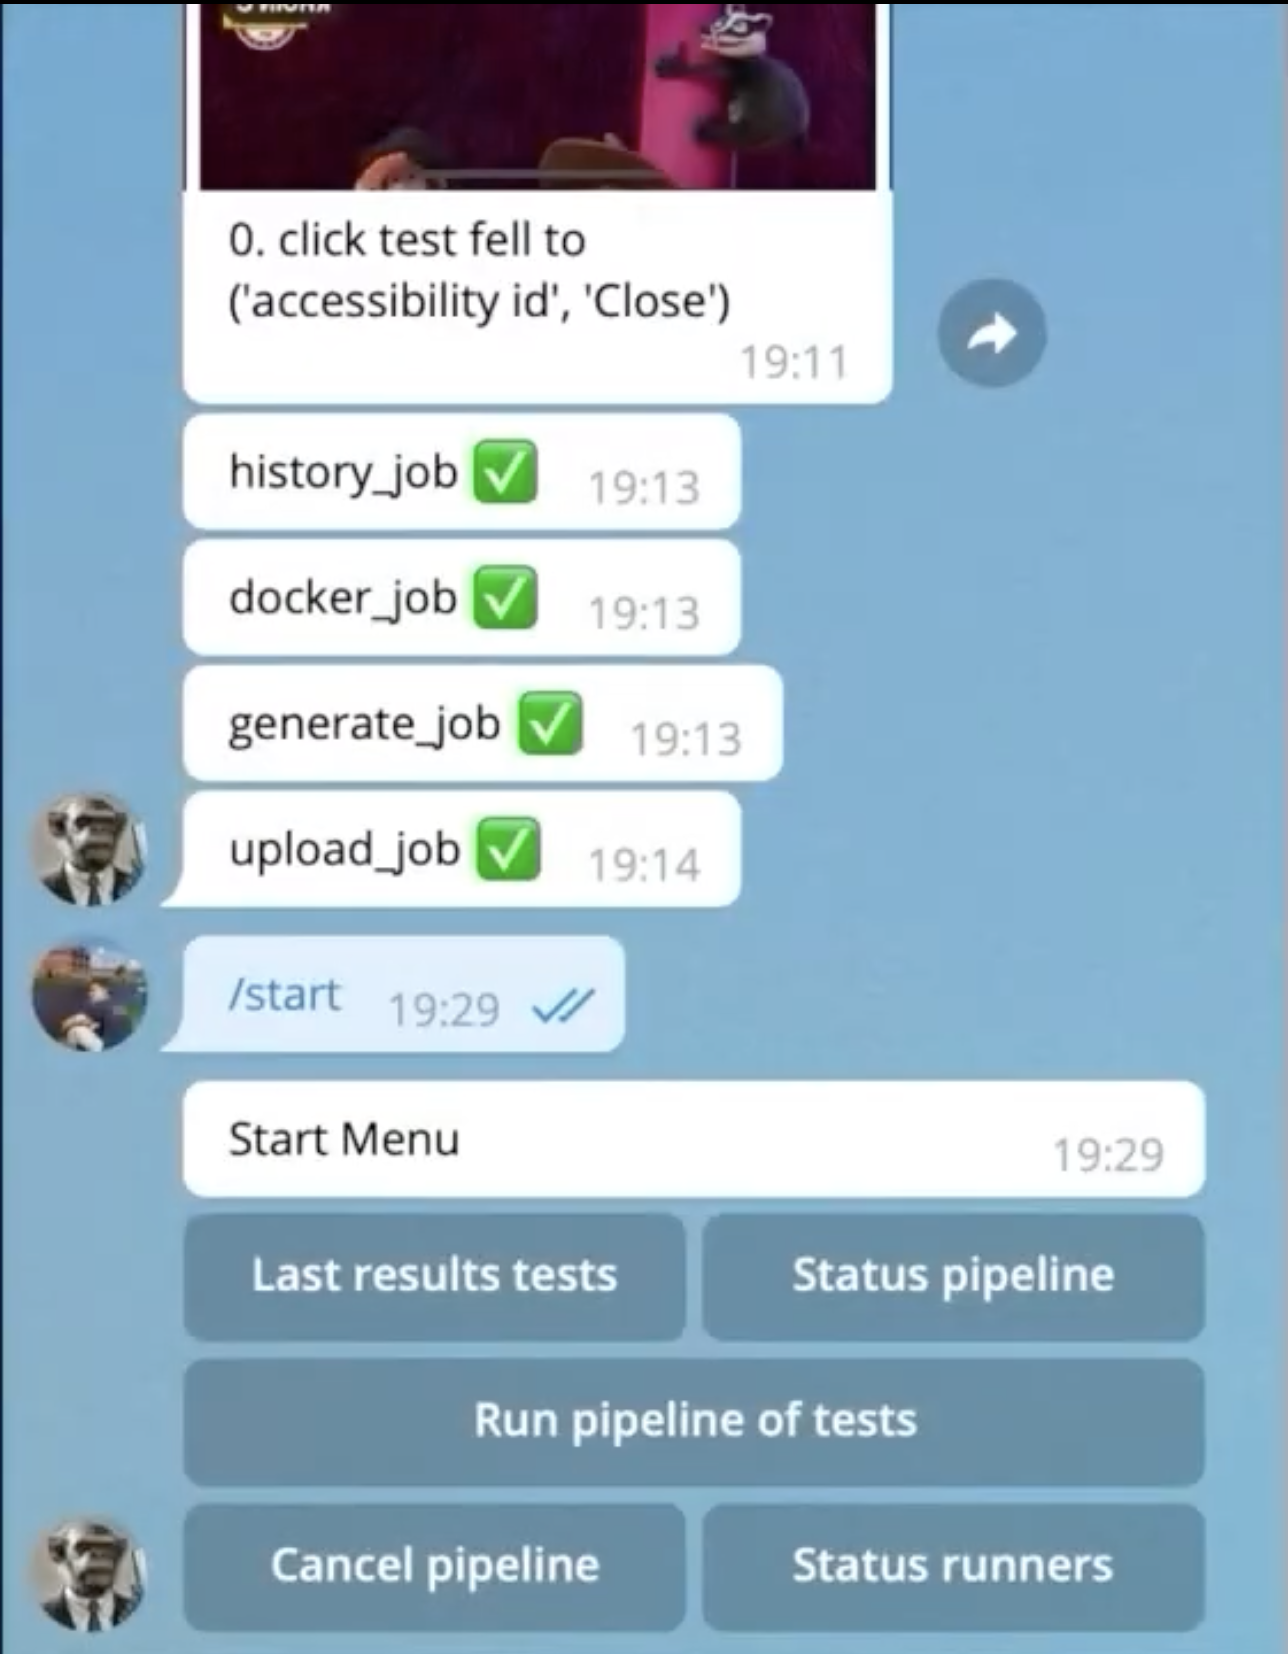 0. click test fell to
('accessibility id', 'Close')
19:11
history_job ✅ 19:13
docker_job ✅ 19:13
generate_job ✅ 19:13
upload_job ✅ 19:14
/start 19:29
Start Menu 19:29
Last results tests
Status pipeline
Run pipeline of tests
Cancel pipeline
Status runners